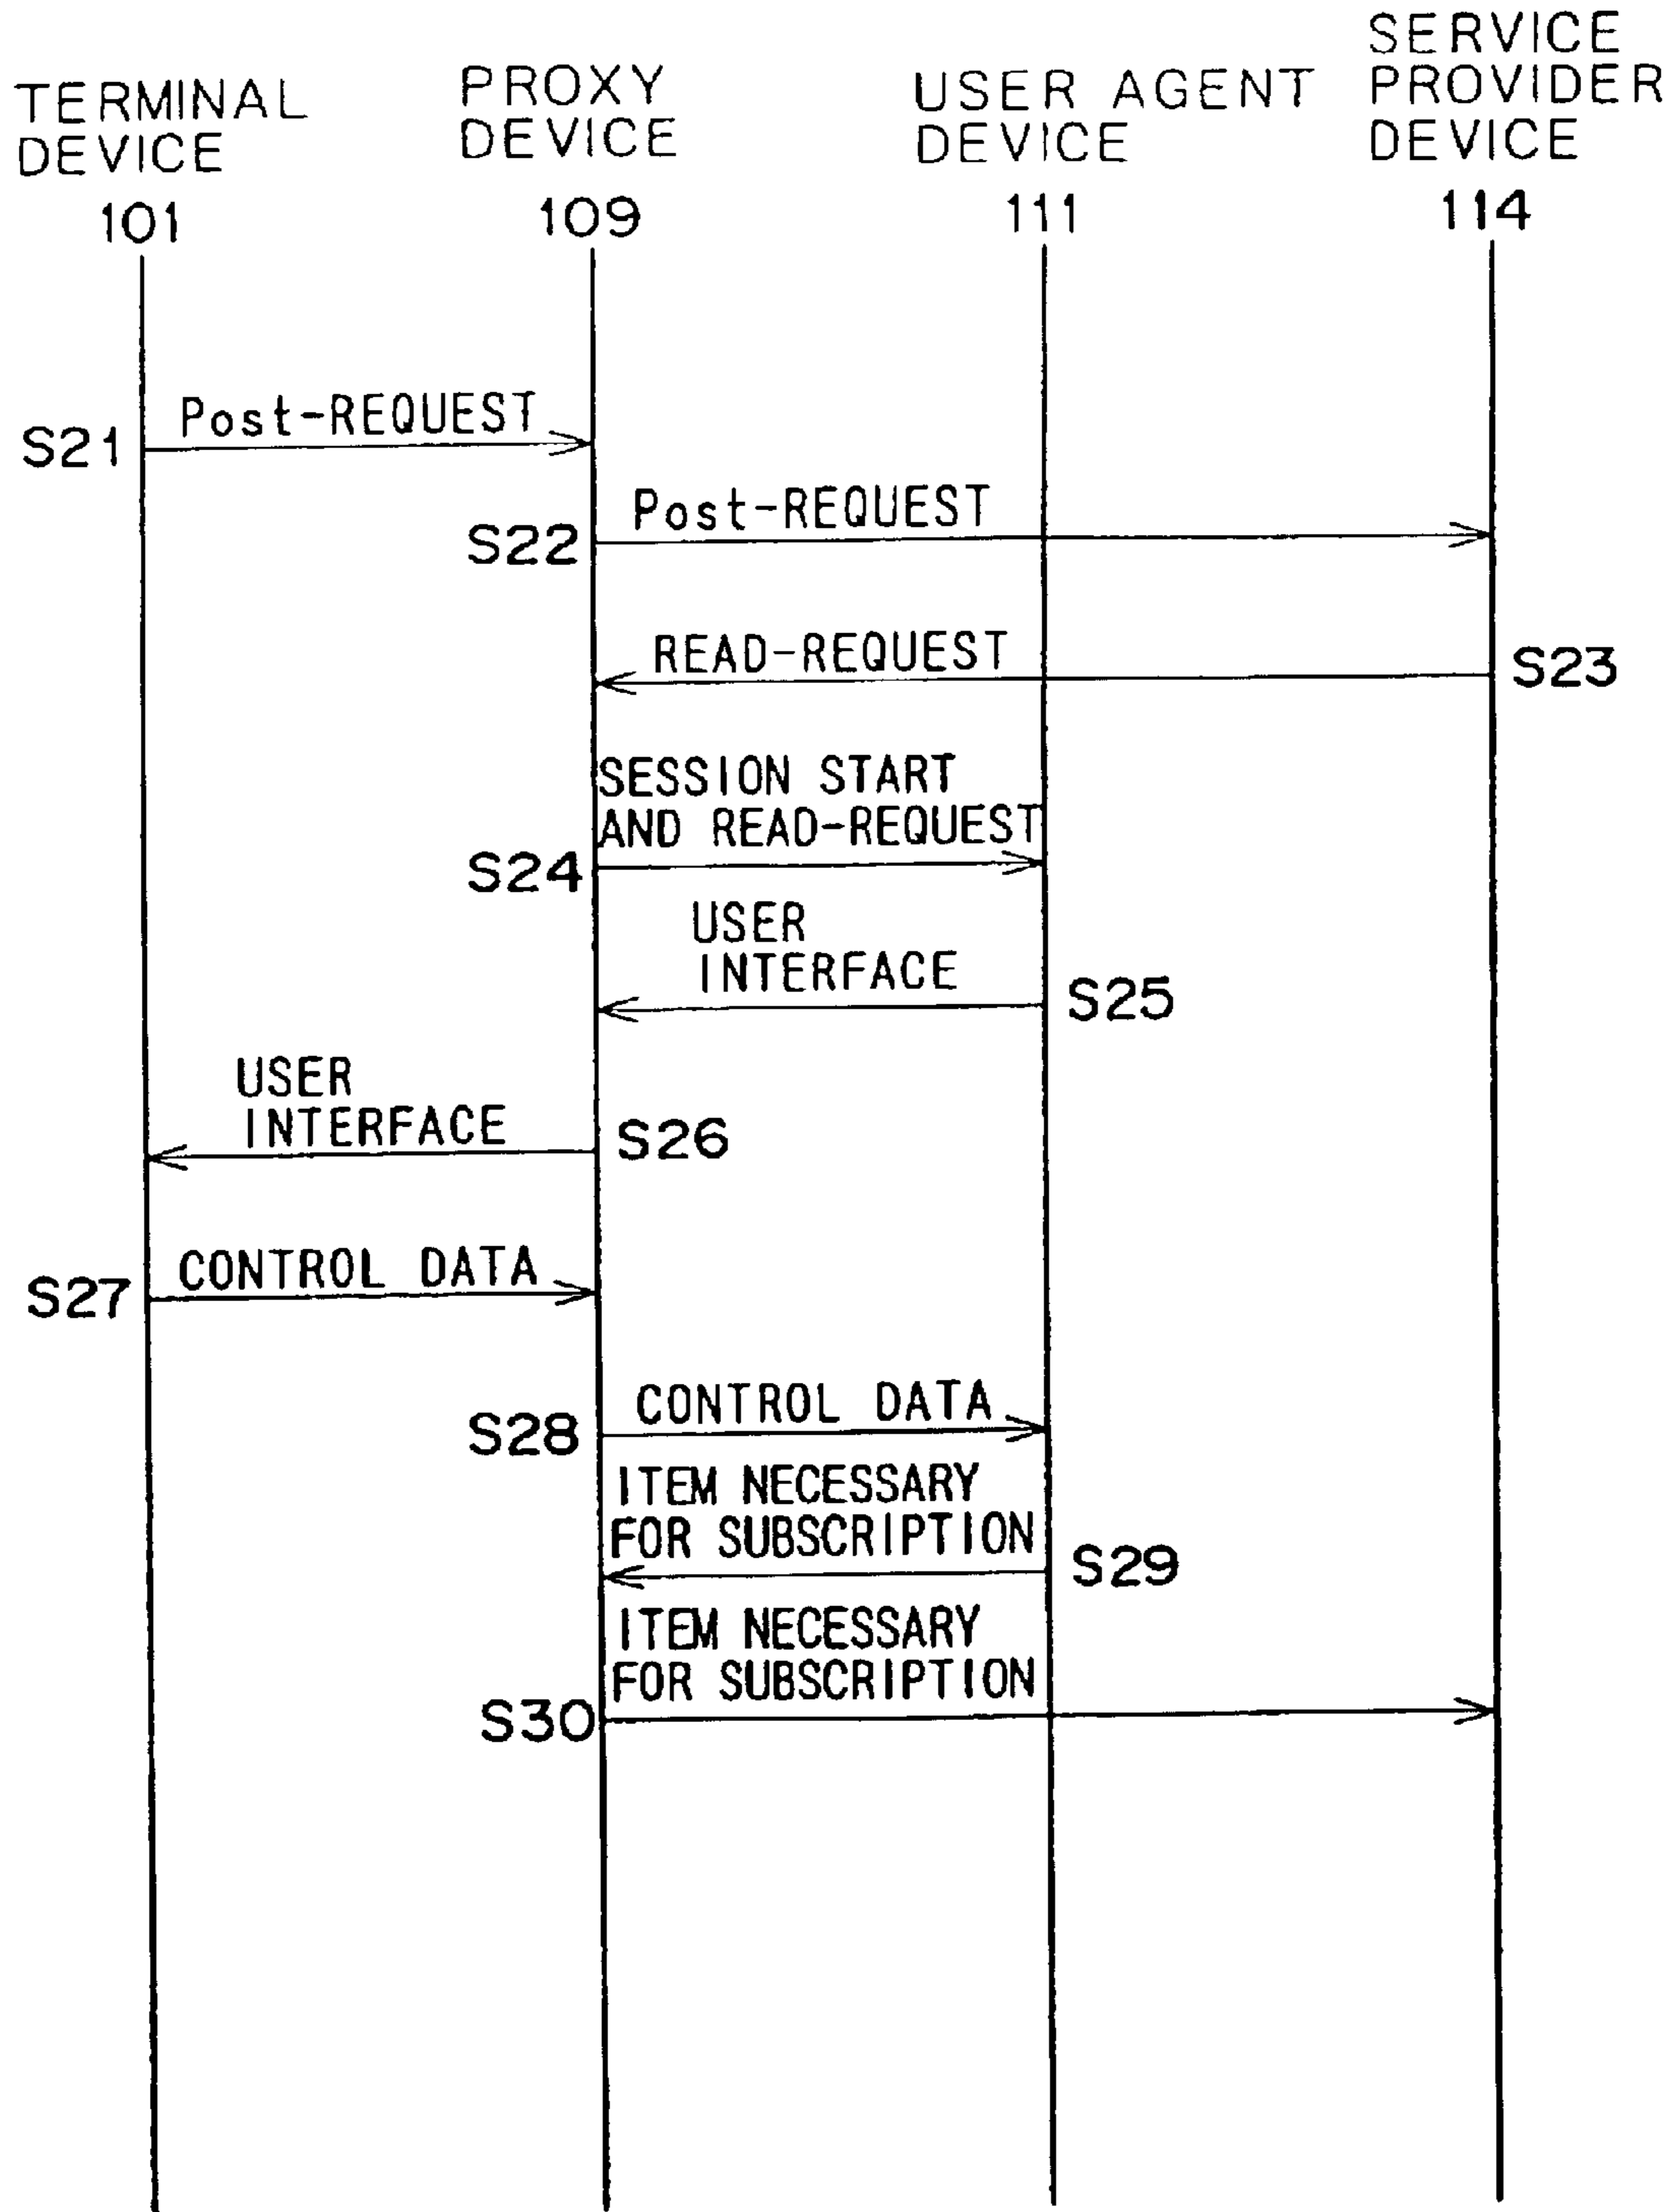 TERMINAL
DEVICE
101
PROXY
DEVICE
109
USER AGENT
DEVICE
111
SERVICE
PROVIDER
DEVICE
114
S21
Post-REQUEST
S22
Post-REQUEST
READ-REQUEST
S23
SESSION START
AND READ-REQUEST
S24
USER
INTERFACE
S25
USER
INTERFACE
S26
S27
CONTROL DATA
S28
CONTROL DATA
ITEM NECESSARY
FOR SUBSCRIPTION
S29
ITEM NECESSARY
FOR SUBSCRIPTION
S30